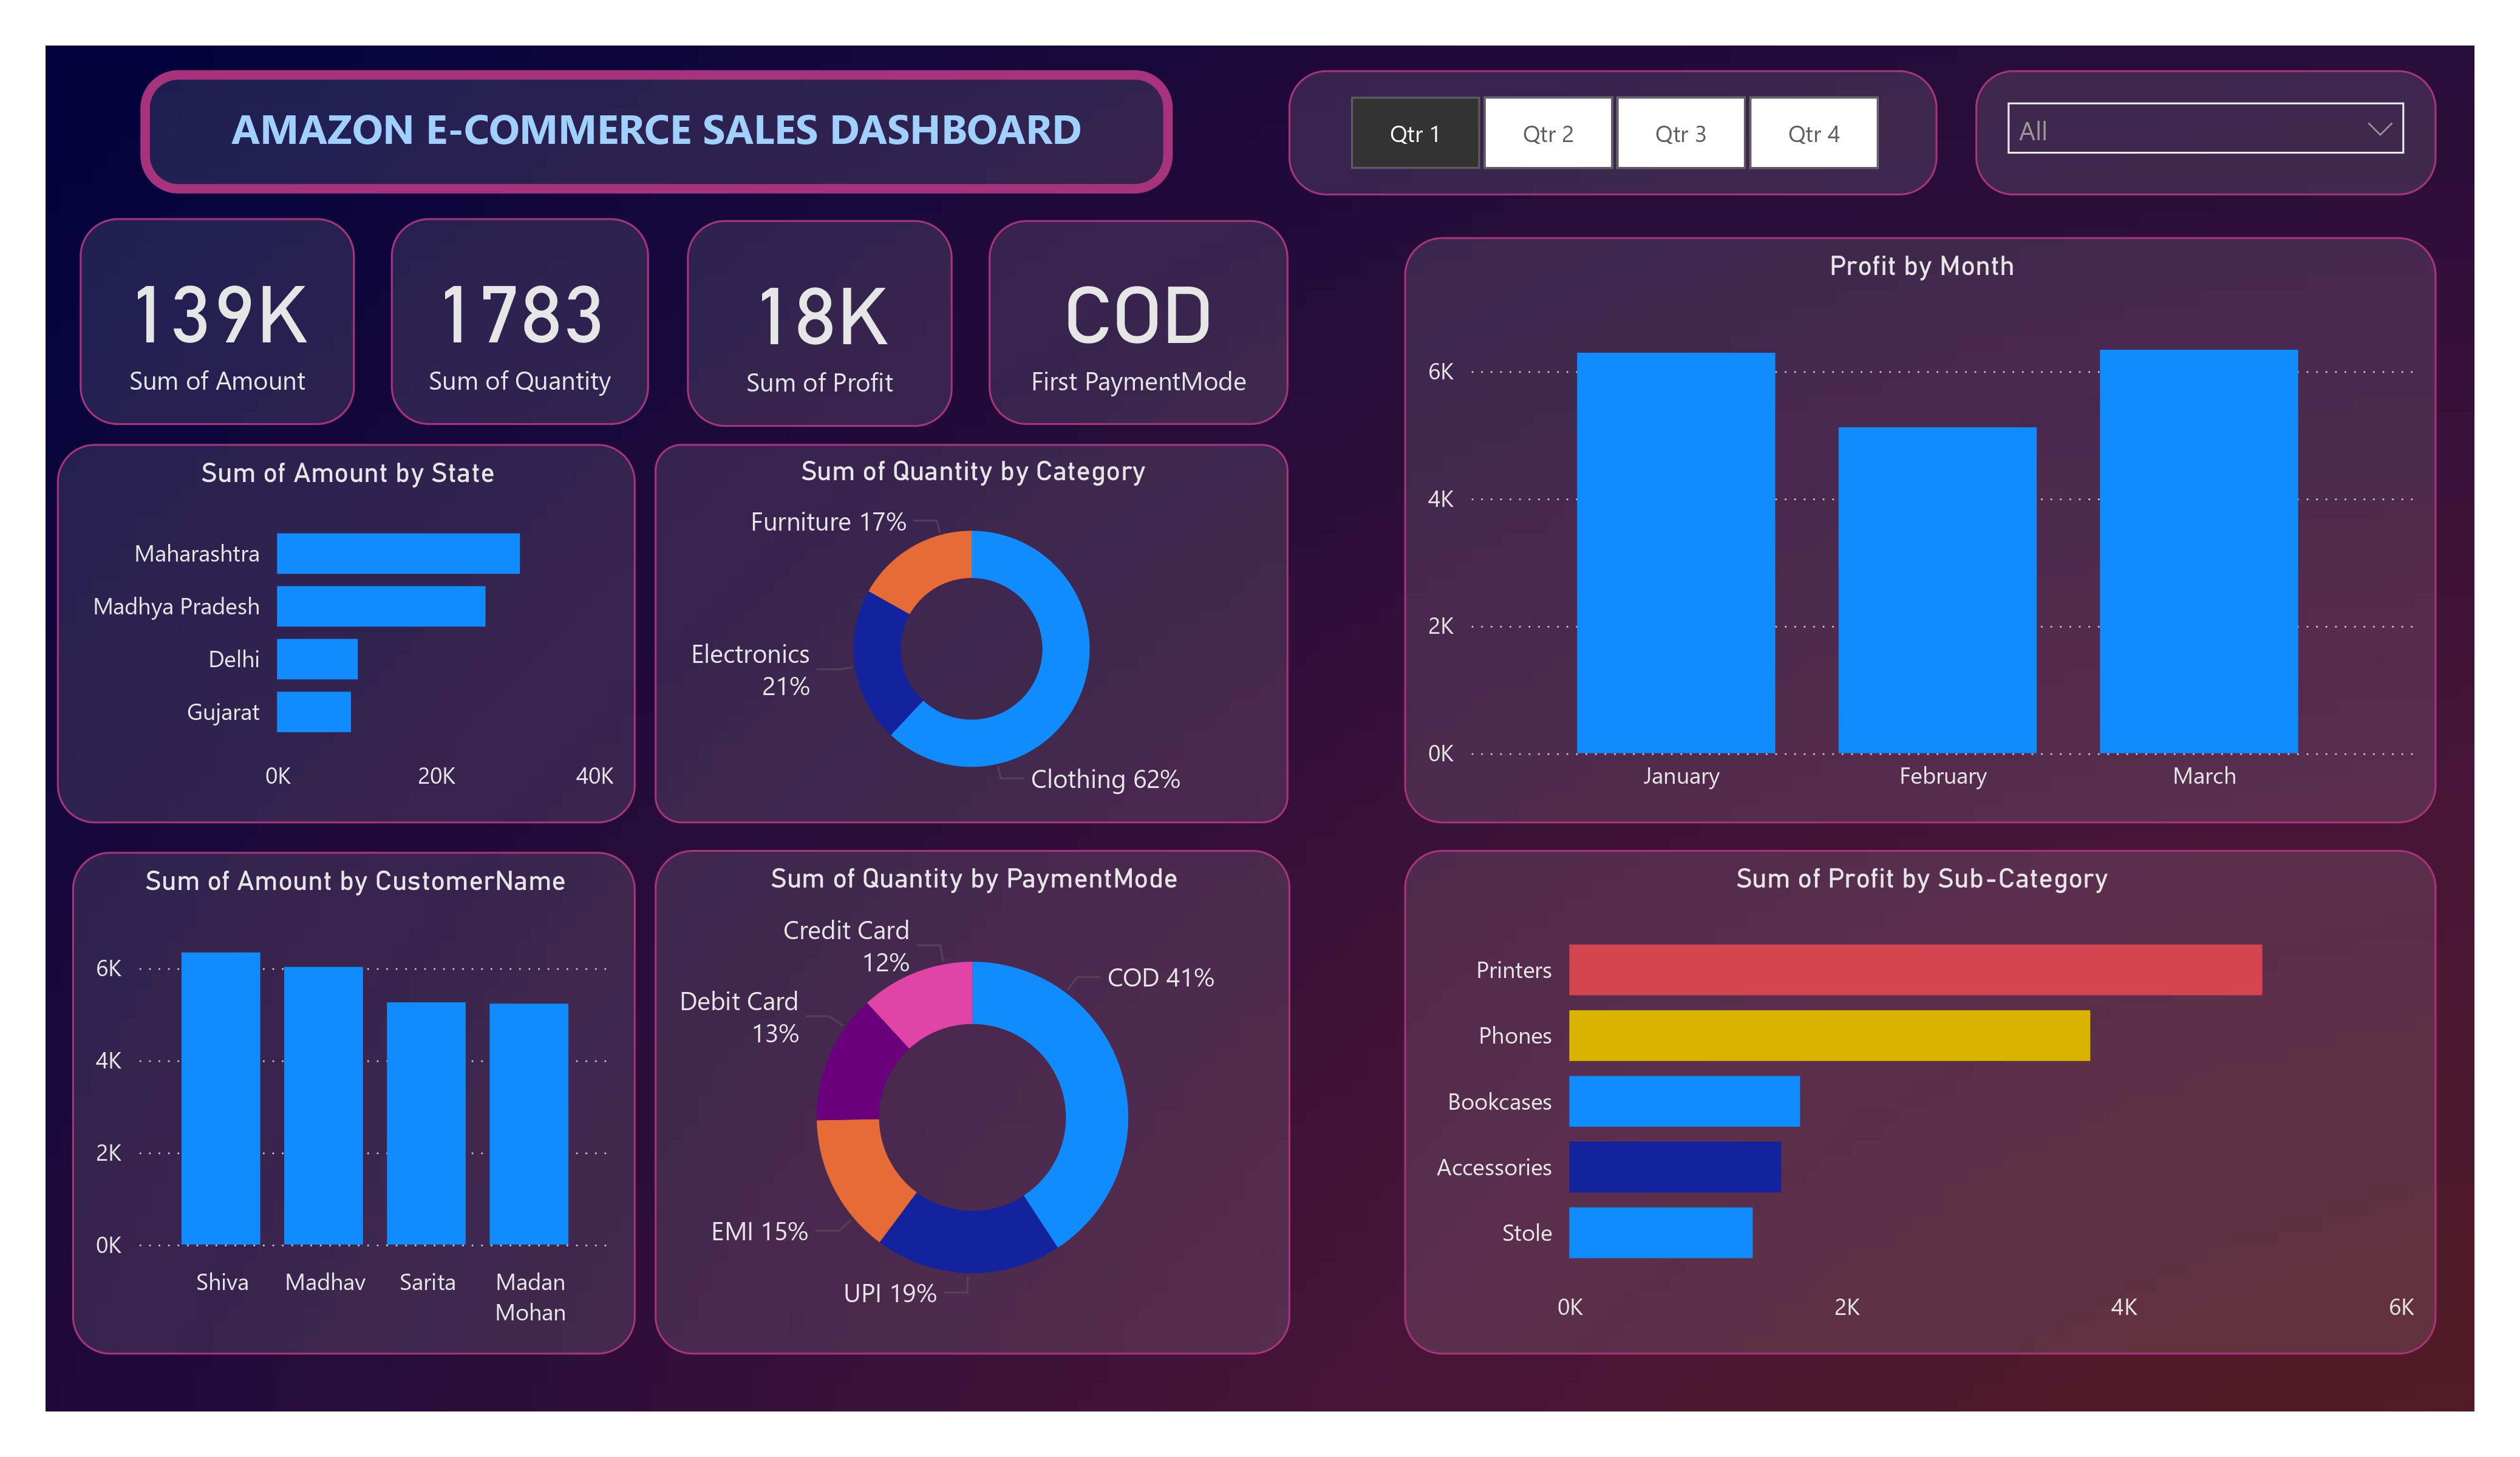 AMAZON E-COMMERCE SALES DASHBOARD
Qtr 1
Qtr 2
Qtr 3
Qtr 4
All
139K
Sum of Amount
1783
Sum of Quantity
18K
Sum of Profit
COD
First PaymentMode
Sum of Amount by State
Maharashtra
Madhya Pradesh
Delhi
Gujarat
0K
20K
40K
Sum of Quantity by Category
Furniture 17%
Electronics
21%
Clothing 62%
Profit by Month
6K
4K
2K
0K
January
February
March
Sum of Amount by CustomerName
6K
4K
2K
0K
Shiva
Madhav
Sarita
Madan
Mohan
Sum of Quantity by PaymentMode
Credit Card
12%
COD 41%
Debit Card
13%
EMI 15%
UPI 19%
Sum of Profit by Sub-Category
Printers
Phones
Bookcases
Accessories
Stole
0K
2K
4K
6K